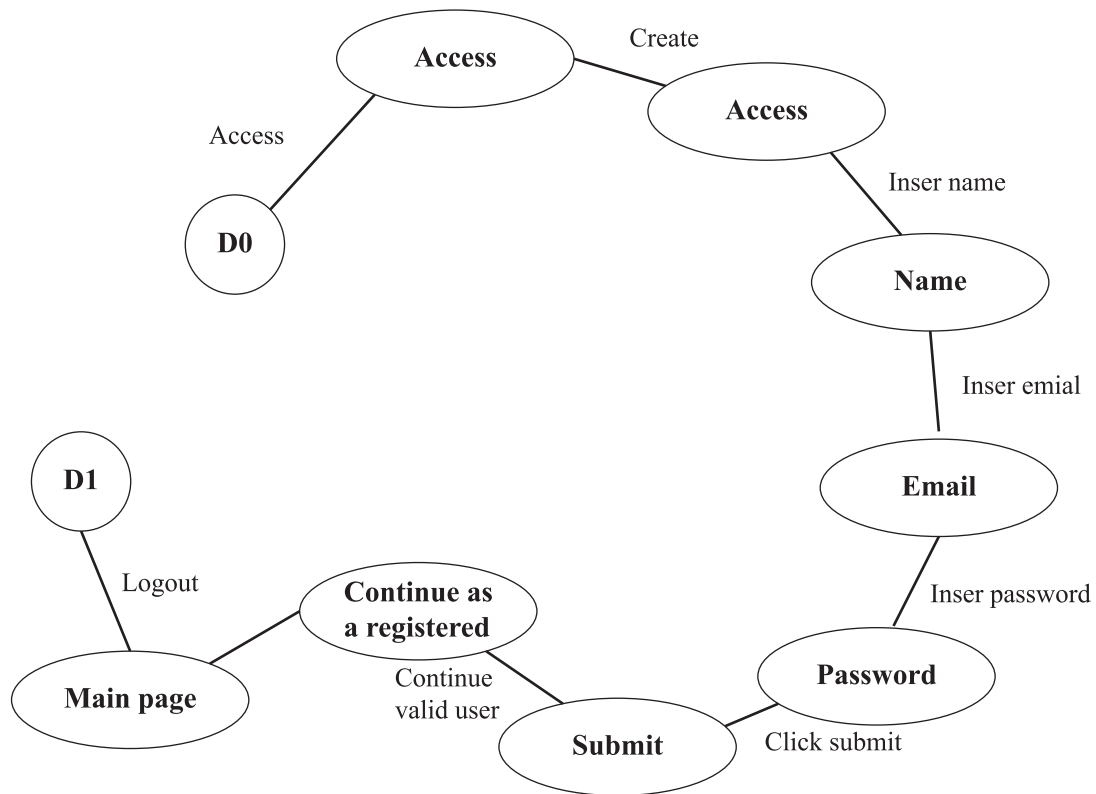 Access
Create
Access
Access
Inser name
D0
Name
Inser emial
Email
D1
Logout
Continue as
a registered
Inser password
Main page
Continue
valid user
Password
Submit
Click submit